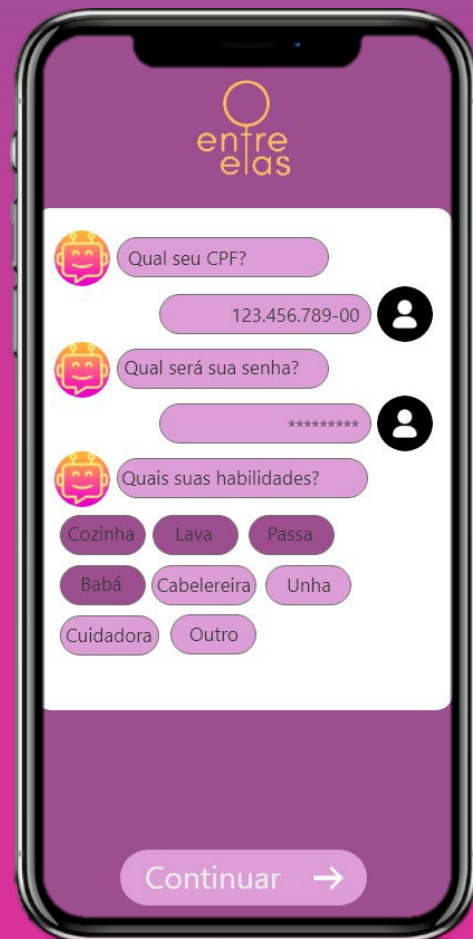 entre
elas
Qual seu CPF?
123.456.789-00
Qual será sua senha?
*********
Quais suas habilidades?
Cozinha Lava Passa
Babá Cabelereira Unha
Cuidadora Outro
Continuar →